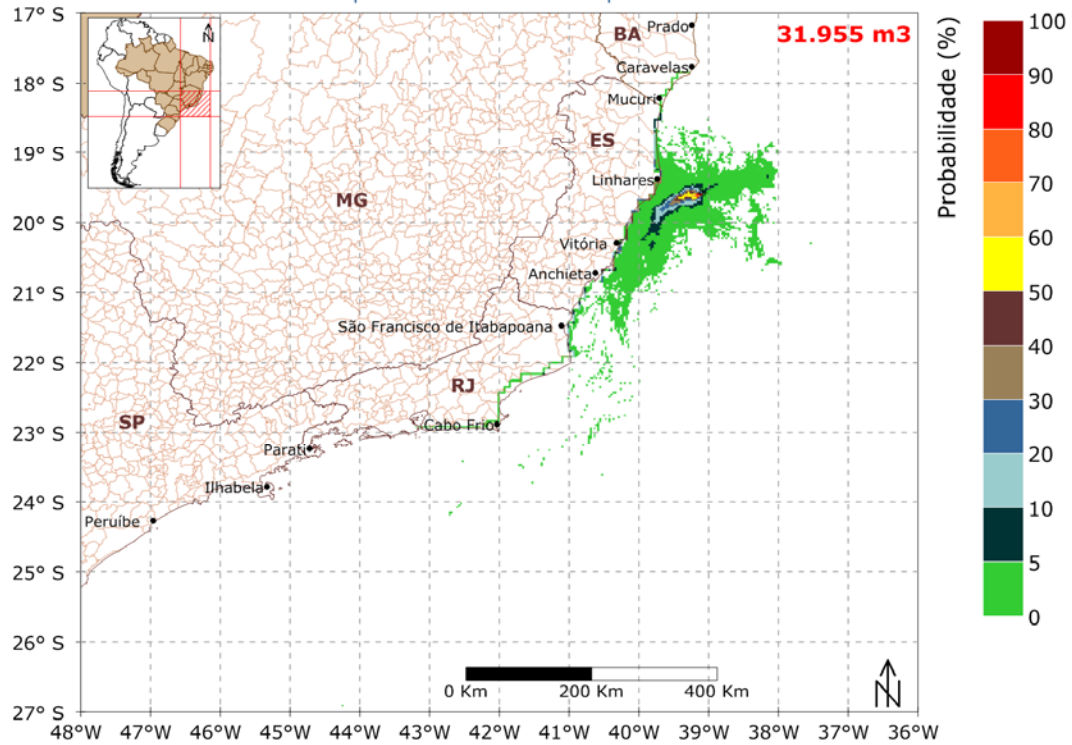 17° S
18° S
19° S
20° S
21° S
22° S
23° S
24° S
25° S
26° S
27° S
N
BA
Prado
31.955 m3
Caravelas
Mucuri
ES
Linhares
MG
Vitória
Anchieta
São Francisco de Itabapoana
RJ
SP
Cabo Frio
Parati
Ilhabela
Peruíbe
0 Km 200 Km 400 Km
N
48°W 47°W 46°W 45°W 44°W 43°W 42°W 41°W 40°W 39°W 38°W 37°W 36°W
Probabilidade (%)
100
90
80
70
60
50
40
30
20
10
5
0